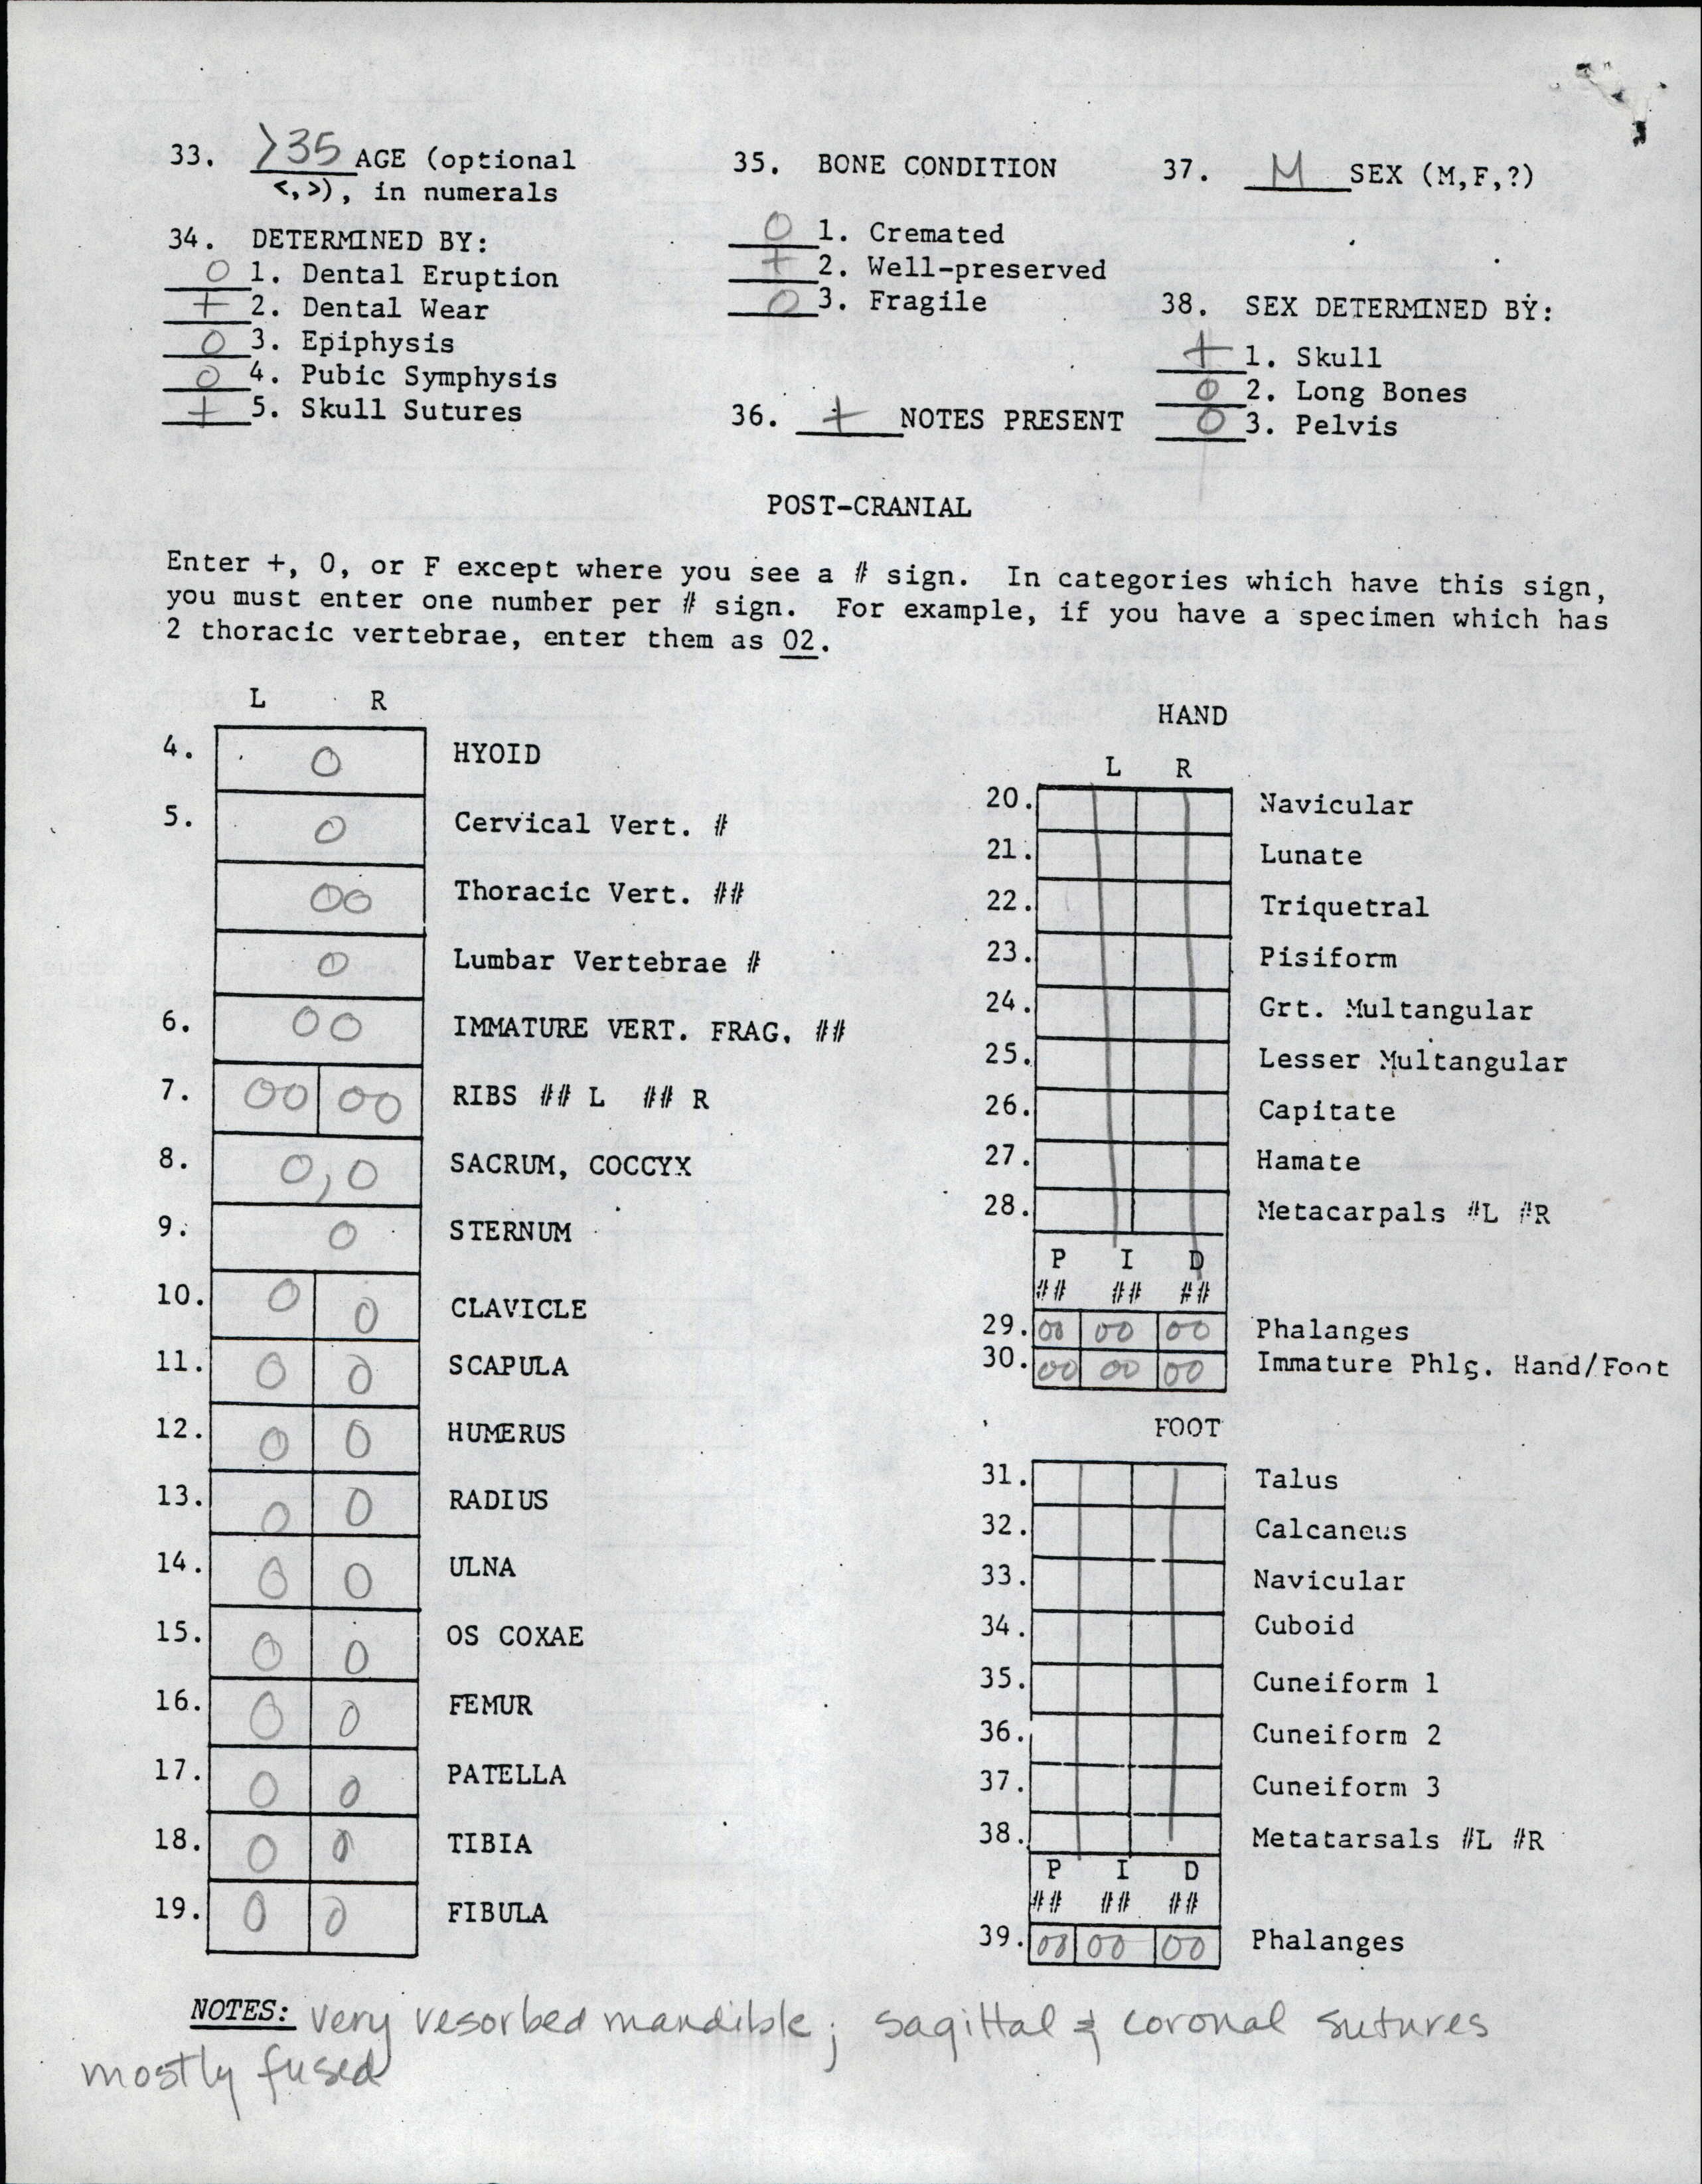 33. >35 AGE (optional
<,>), in numerals
34. DETERMINED BY:
0 1. Dental Eruption
+ 2. Dental Wear
0 3. Epiphysis
0 4. Pubic Symphysis
+ 5. Skull Sutures
35. BONE CONDITION
0 1. Cremated
+ 2. Well-preserved
0 3. Fragile
36. + NOTES PRESENT
37. M SEX (M,F,?)
38. SEX DETERMINED BY:
+ 1. Skull
0 2. Long Bones
0 3. Pelvis
POST-CRANIAL
Enter +, 0, or F except where you see a # sign. In categories which have this sign,
you must enter one number per # sign. For example, if you have a specimen which has
2 thoracic vertebrae, enter them as 02.
L R
4. 0 HYOID
5. 0 Cervical Vert. #
00 Thoracic Vert. ##
0 Lumbar Vertebrae #
6. 00 IMMATURE VERT. FRAG. ##
7. 00 00 RIBS ## L ## R
8. 0,0 SACRUM, COCCYX
9. 0 STERNUM
10. 0 0 CLAVICLE
11. 0 0 SCAPULA
12. 0 0 HUMERUS
13. 0 0 RADIUS
14. 0 0 ULNA
15. 0 0 OS COXAE
16. 0 0 FEMUR
17. 0 0 PATELLA
18. 0 0 TIBIA
19. 0 0 FIBULA
HAND
L R
20. Navicular
21. Lunate
22. Triquetral
23. Pisiform
24. Grt. Multangular
25. Lesser Multangular
26. Capitate
27. Hamate
28. Metacarpals #L #R
P I D
## ## ##
29. 00 00 00 Phalanges
30. 00 00 00 Immature Phlg. Hand/Foot
FOOT
31. Talus
32. Calcaneus
33. Navicular
34. Cuboid
35. Cuneiform 1
36. Cuneiform 2
37. Cuneiform 3
38. Metatarsals #L #R
P I D
## ## ##
39. 00 00 00 Phalanges
NOTES: very resorbed mandible; sagittal & coronal sutures
mostly fused